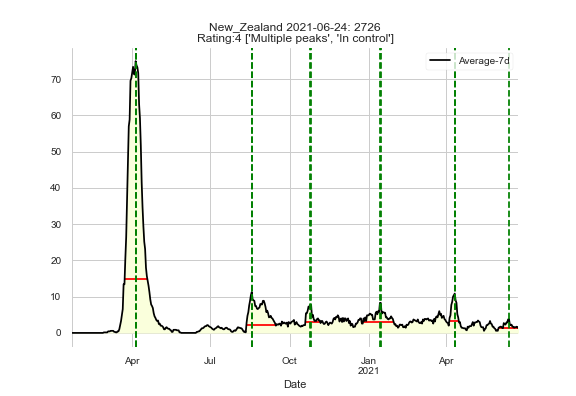 New_Zealand 2021-06-24: 2726
Rating:4 ['Multiple peaks', 'In control']
Average-7d
70
60
50
40
30
20
10
0
Apr Jul Oct Jan Apr
2021
Date